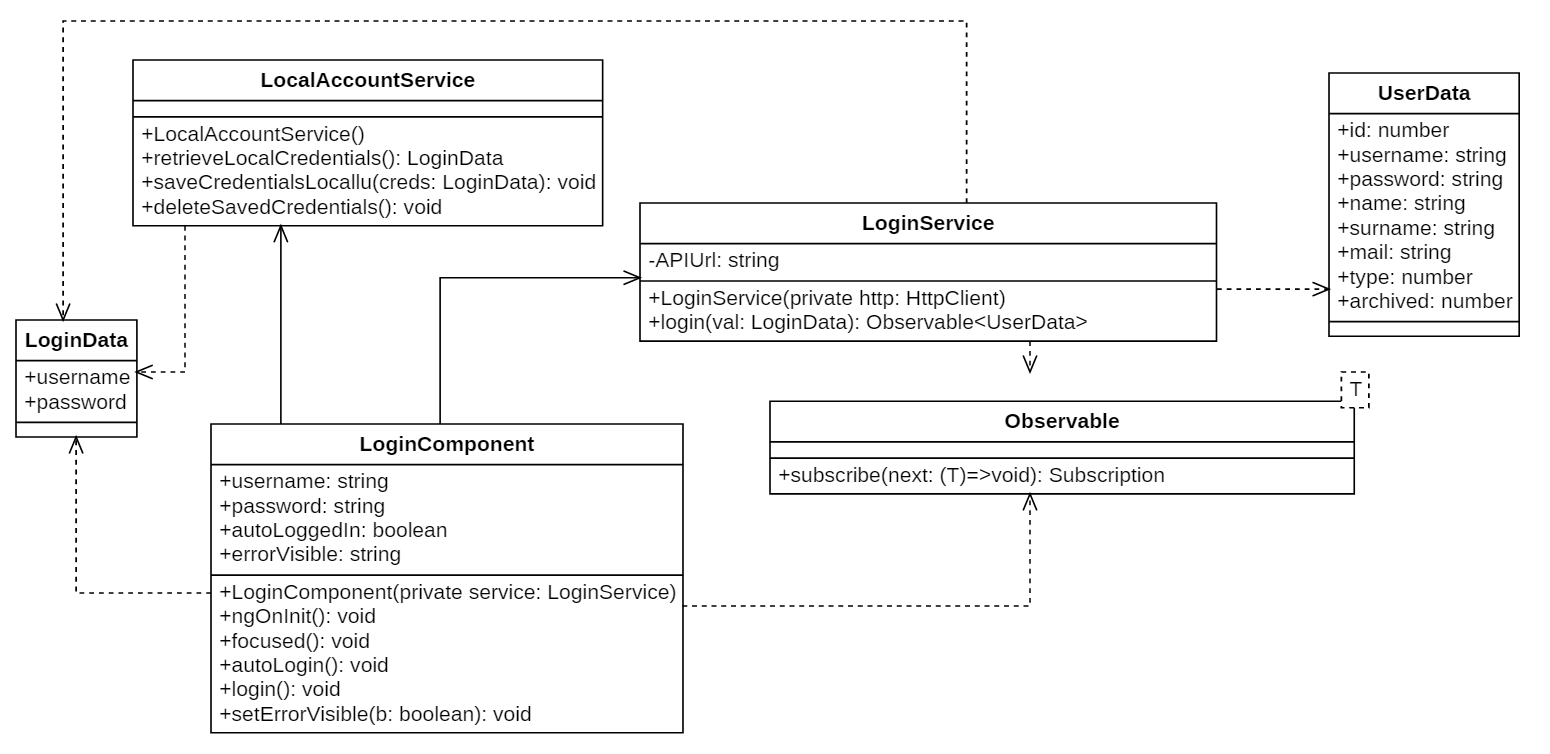 LocalAccountService
+LocalAccountService()
+retrieveLocalCredentials(): LoginData
+saveCredentialsLocallu(creds: LoginData): void
+deleteSavedCredentials(): void
UserData
+id: number
+username: string
+password: string
+name: string
+surname: string
+mail: string
+type: number
+archived: number
LoginService
-APIUrl: string
+LoginService(private http: HttpClient)
+login(val: LoginData): Observable<UserData>
LoginData
+username
+password
T
Observable
+subscribe(next: (T)=>void): Subscription
LoginComponent
+username: string
+password: string
+autoLoggedIn: boolean
+errorVisible: string
+LoginComponent(private service: LoginService)
+ngOnInit(): void
+focused(): void
+autoLogin(): void
+login(): void
+setErrorVisible(b: boolean): void